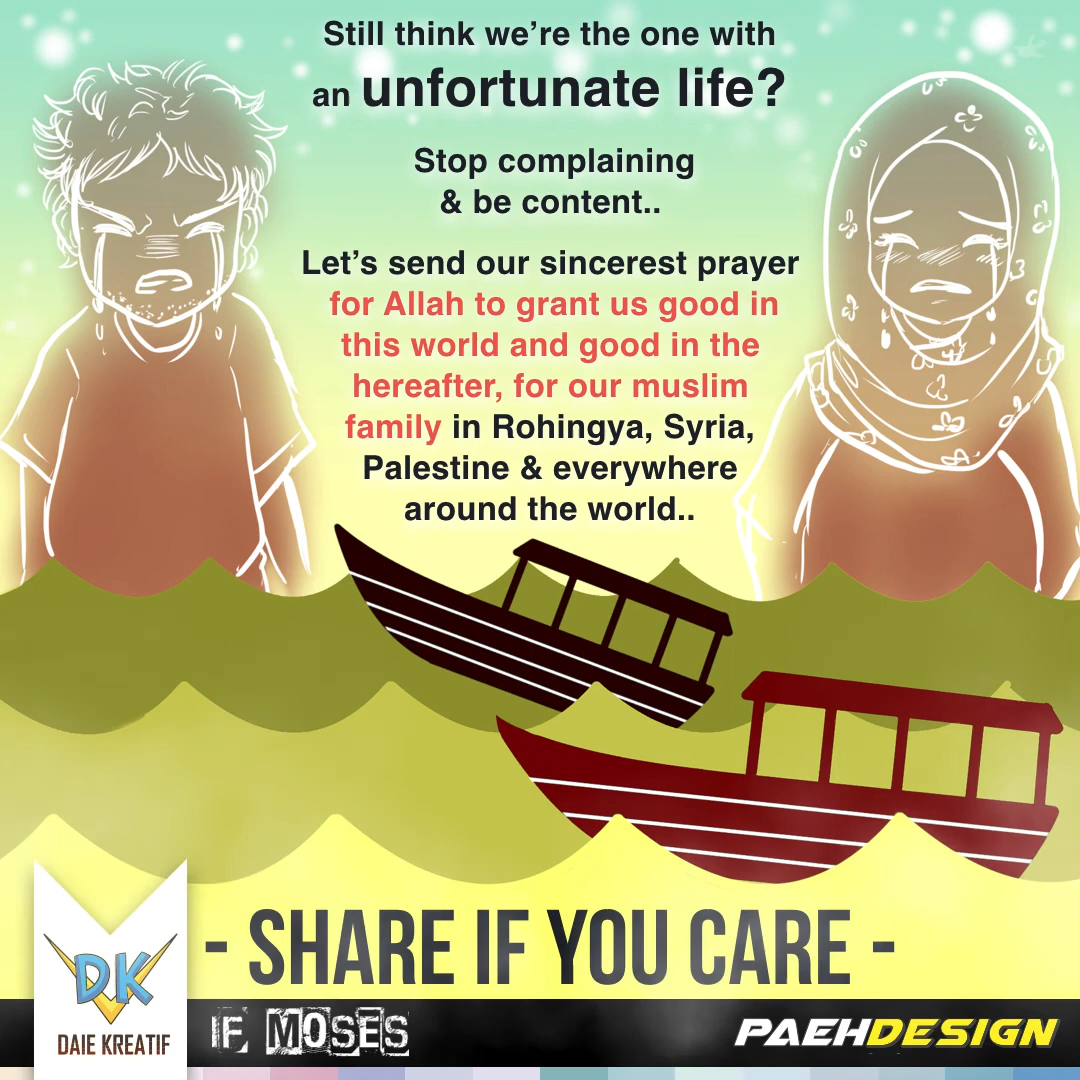 Still think we’re the one with
an unfortunate life?
Stop complaining
& be content..
Let’s send our sincerest prayer
for Allah to grant us good in
this world and good in the
hereafter, for our muslim
family in Rohingya, Syria,
Palestine & everywhere
around the world..
- SHARE IF YOU CARE -
DK
DAIE KREATIF
IF MOSES
PAEHDESIGN